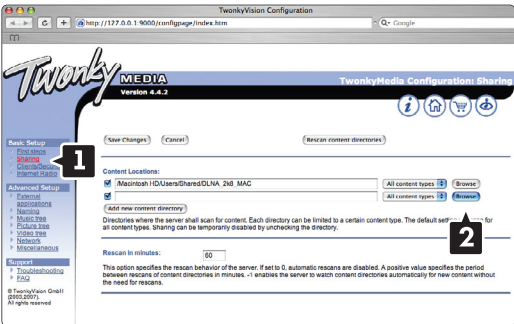 TwonkyVision Configuration
http://127.0.0.1:9000/configpage/index.htm
Google
Twonky
MEDIA
Version 4.4.2
TwonkyMedia Configuration: Sharing
Save Changes
Cancel
Rescan content directories
Basic Setup
First steps
Sharing
Clients/Security
Internet Radio
1
Content Locations:
/Macintosh HD/Users/Shared/DLNA_2k8_MAC
All content types
Browse
All content types
Browse
Add new content directory
2
Directories where the server shall scan for content. Each directory can be limited to a certain content type. The default
all content types. Sharing can be temporarily disabled by unchecking the directory.
Advanced Setup
External
applications
Naming
Music tree
Picture tree
Video tree
Network
Miscellaneous
Rescan in minutes:
60
This option specifies the rescan behavior of the server. If set to 0, automatic rescans are disabled. A positive value specifies the period
between rescans of content directories in minutes. -1 enables the server to watch content directories automatically for new content without
the need for rescans.
Support
Troubleshooting
FAQ
© TwonkyVision GmbH
(2003,2007).
All rights reserved